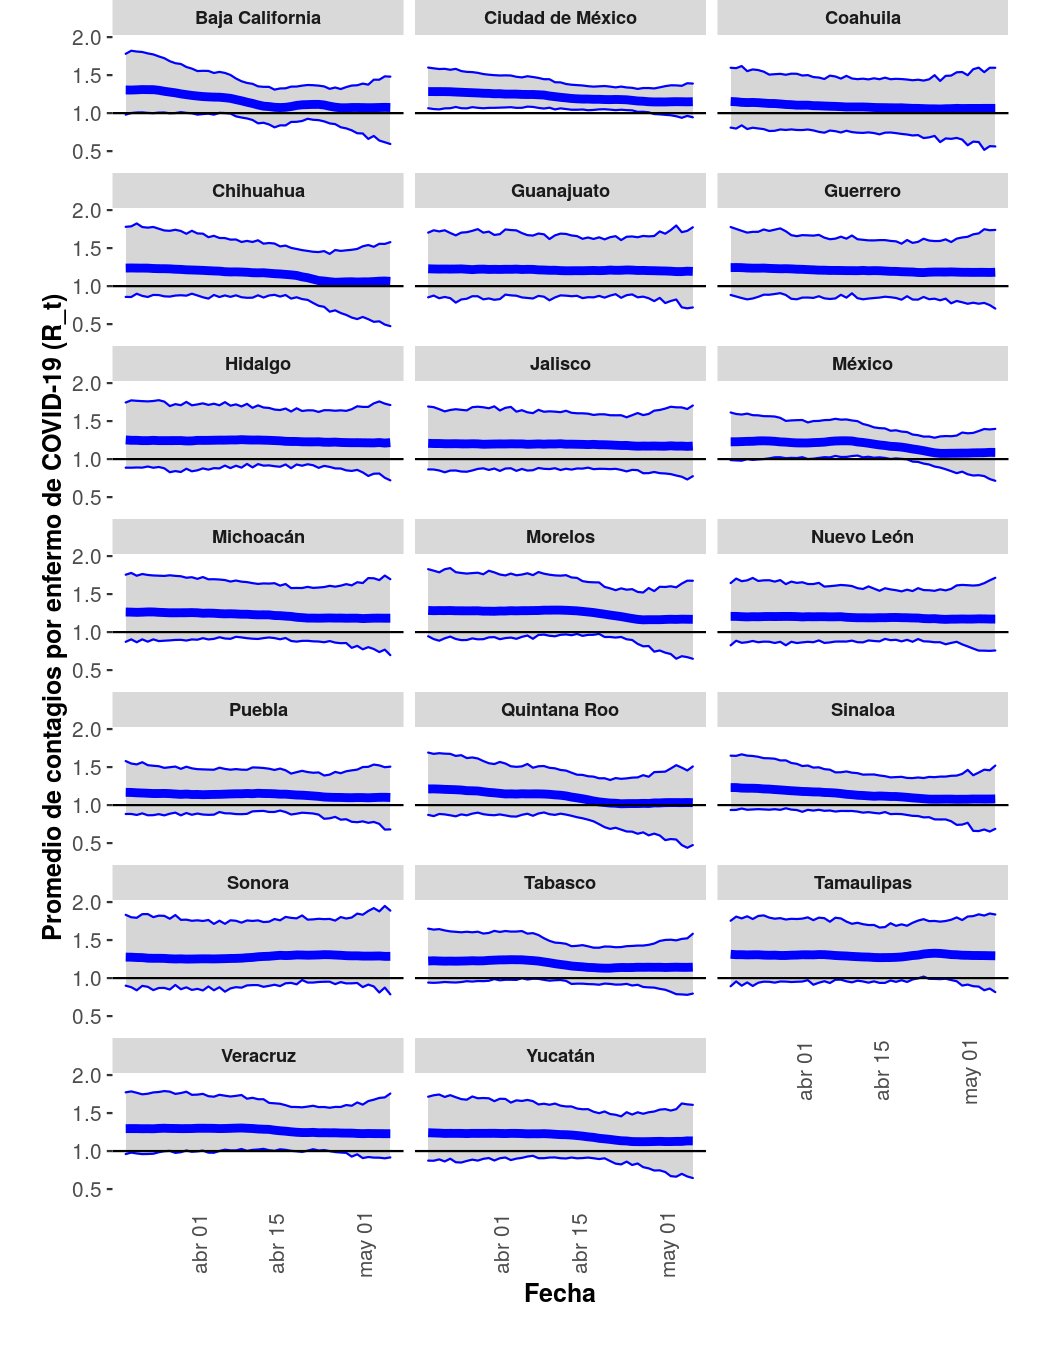 Baja California Ciudad de México Coahuila
2.0
1.5
1.0
0.5
Chihuahua Guanajuato Guerrero
2.0
1.5
1.0
0.5
Hidalgo Jalisco México
2.0
1.5
1.0
0.5
Michoacán Morelos Nuevo León
2.0
1.5
1.0
0.5
Puebla Quintana Roo Sinaloa
2.0
1.5
1.0
0.5
Sonora Tabasco Tamaulipas
2.0
1.5
1.0
0.5
abr 01 abr 15 may 01
Veracruz Yucatán
2.0
1.5
1.0
0.5
abr 01 abr 15 may 01 abr 01 abr 15 may 01
Fecha
Promedio de contagios por enfermo de COVID-19 (R_t)